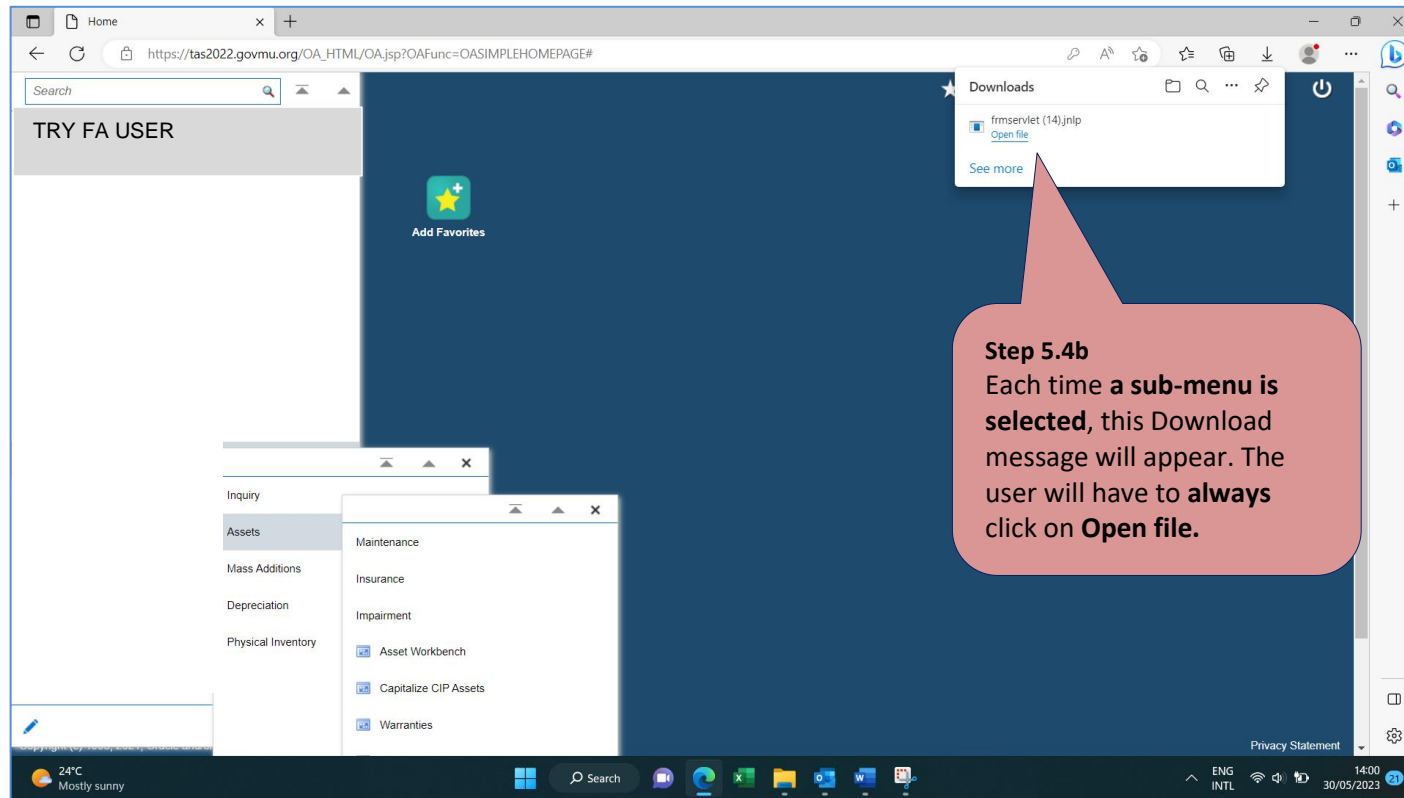 Home
https://tas2022.govmu.org/OA_HTML/OA.jsp?OAFunc=OASIMPLEHOMEPAGE#
Search
TRY FA USER
Downloads
frmservlet (14).jnlp
Open file
See more
Add Favorites
Step 5.4b
Each time a sub-menu is
selected, this Download
message will appear. The
user will have to always
click on Open file.
Inquiry
Assets
Mass Additions
Depreciation
Physical Inventory
Maintenance
Insurance
Impairment
Asset Workbench
Capitalize CIP Assets
Warranties
Privacy Statement
24°C
Mostly sunny
Search
ENG
INTL
14:00
30/05/2023
21